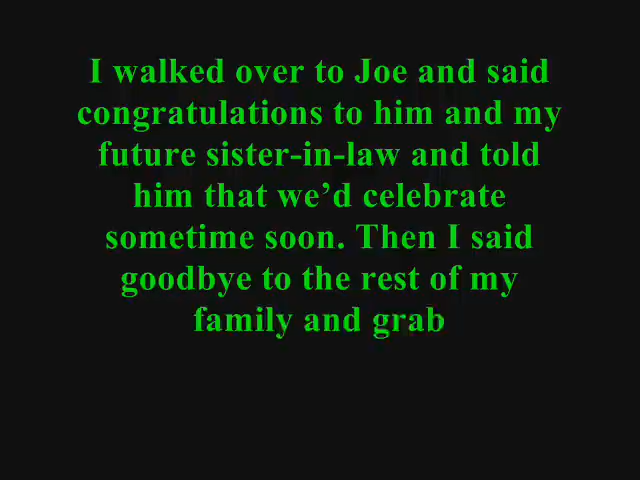 I walked over to Joe and said
congratulations to him and my
future sister-in-law and told
him that we’d celebrate
sometime soon. Then I said
goodbye to the rest of my
family and grab